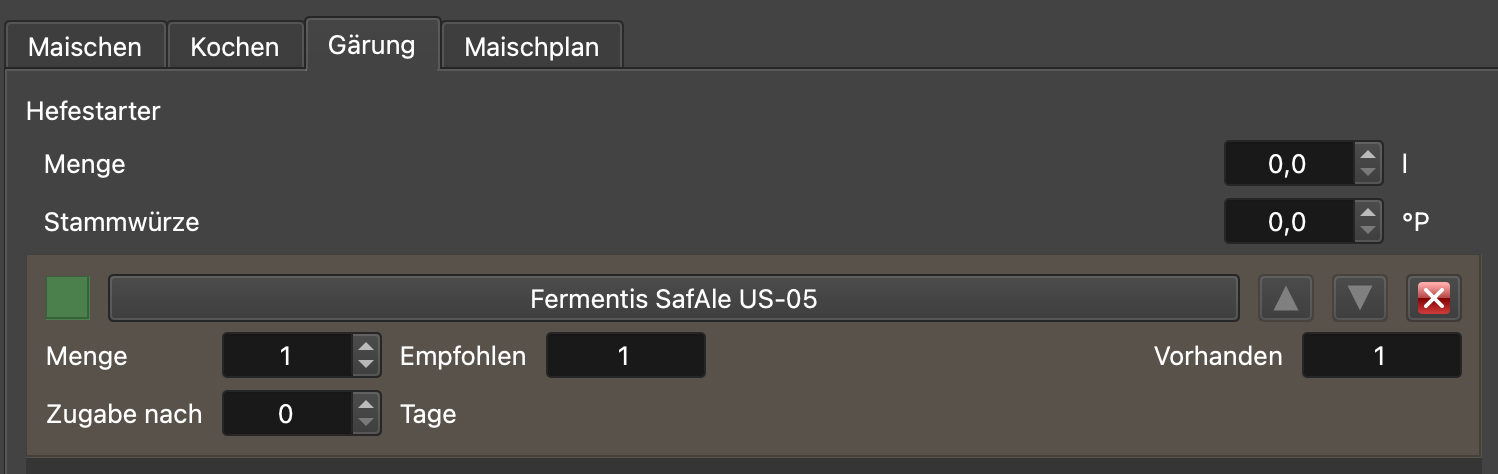 Maischen Kochen Gärung Maischplan
Hefestarter
Menge 0,0 l
Stammwürze 0,0 °P
Fermentis SafAle US-05
Menge 1 Empfohlen 1 Vorhanden 1
Zugabe nach 0 Tage